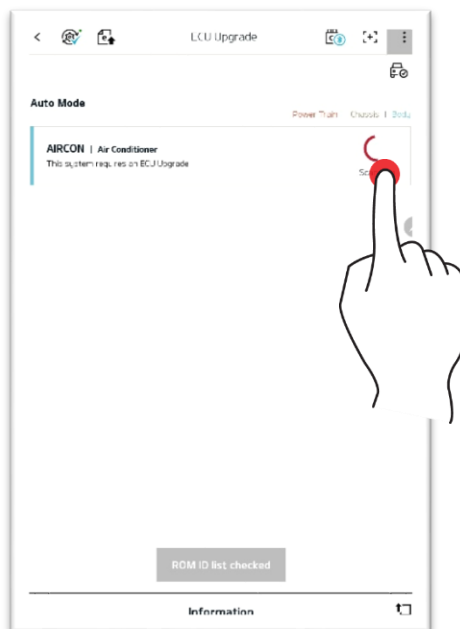 ECU Upgrade
Auto Mode
Power Train | Chassis | Body
AIRCON | Air Conditioner
This system requires an ECU Upgrade
ROM ID list checked
Information